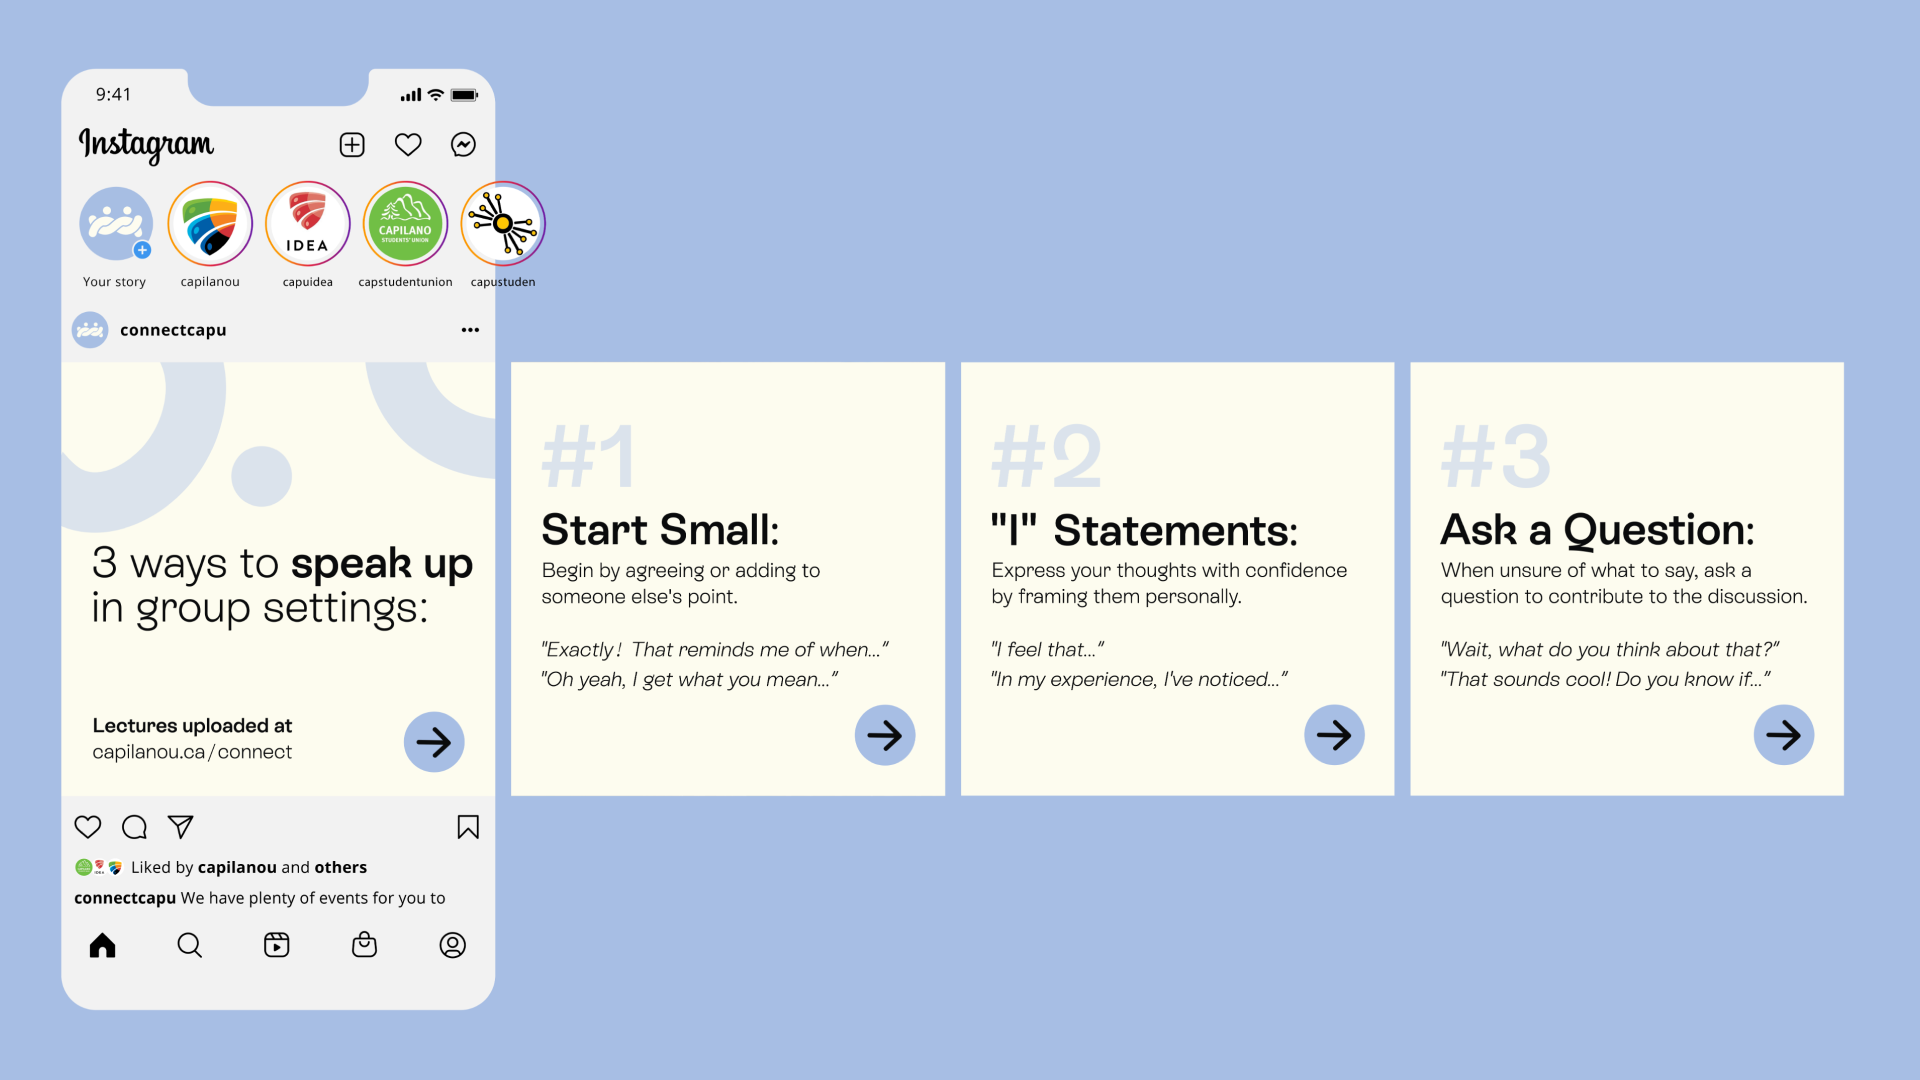 9:41
Instagram
IDEA
CAPILANO
STUDENTS' UNION
Your story
capilanou
capuidea
capstudentunion
capustuden
connectcapu
3 ways to speak up
in group settings:
Lectures uploaded at
capilanou.ca/connect
#1
Start Small:
Begin by agreeing or adding to
someone else's point.
"Exactly! That reminds me of when..."
"Oh yeah, I get what you mean..."
#2
"I" Statements:
Express your thoughts with confidence
by framing them personally.
"I feel that..."
"In my experience, I've noticed..."
#3
Ask a Question:
When unsure of what to say, ask a
question to contribute to the discussion.
"Wait, what do you think about that?"
"That sounds cool! Do you know if..."
Liked by capilanou and others
connectcapu We have plenty of events for you to